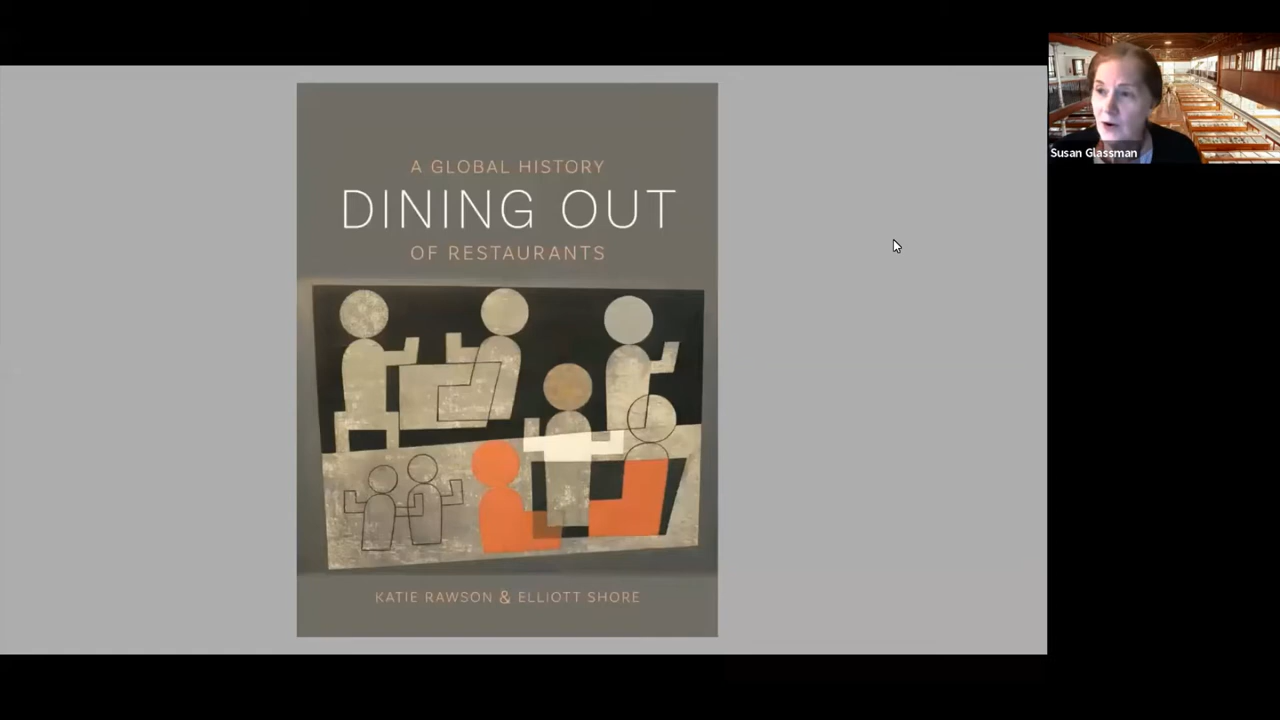 A GLOBAL HISTORY
DINING OUT
OF RESTAURANTS
KATIE RAWSON & ELLIOTT SHORE
Susan Glassman